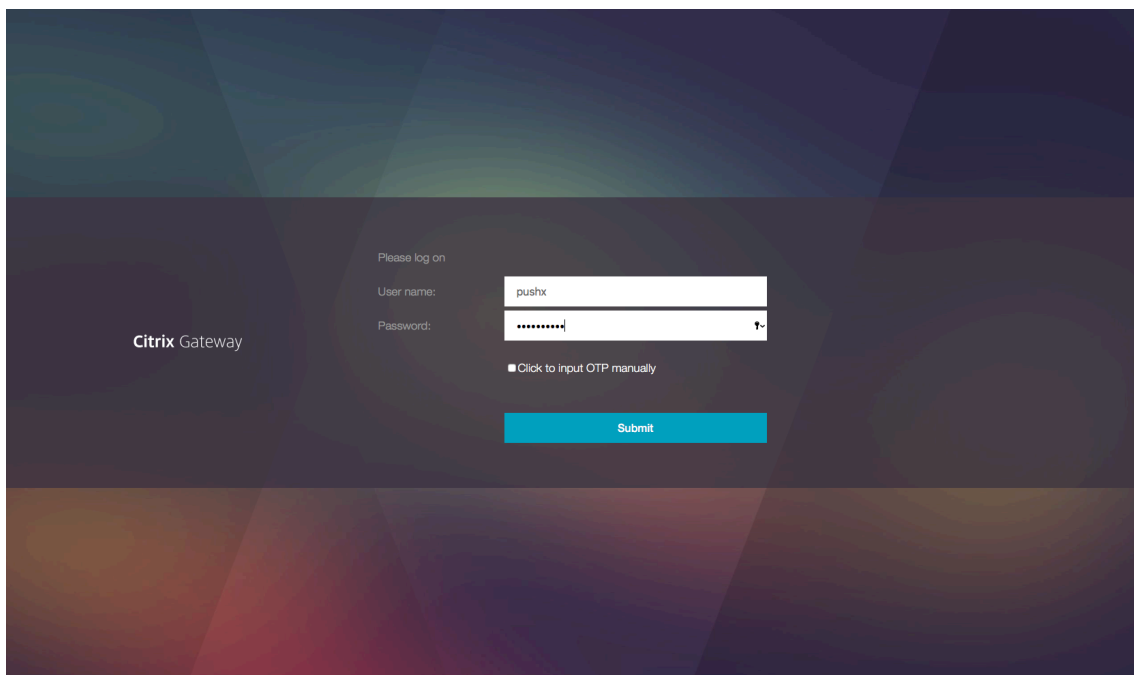 Please log on
User name: pushx
Password: ••••••••••
Citrix Gateway
Click to input OTP manually
Submit